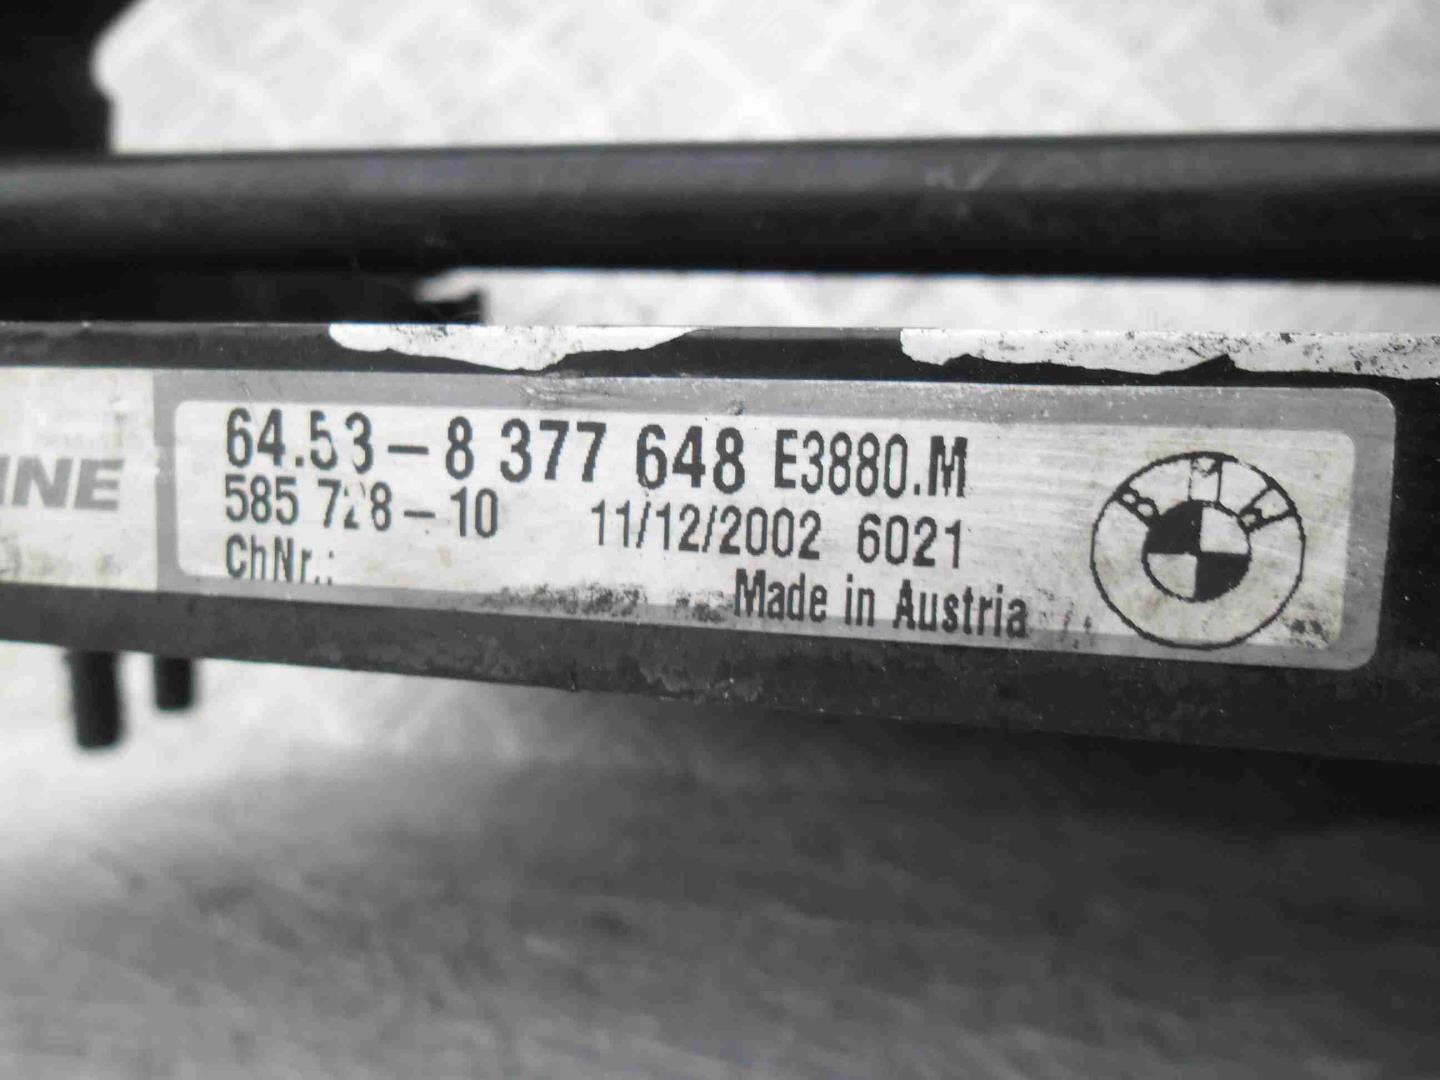 64.53-8 377 648 E3880.M
585 728-10 11/12/2002 6021
ChNr.:
Made in Austria
BMW